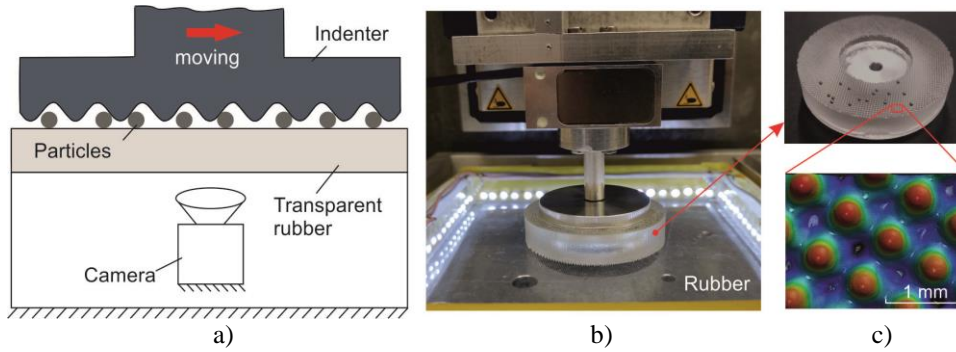 moving
Indenter
Particles
Transparent
rubber
Camera
Rubber
1 mm
a)
b)
c)